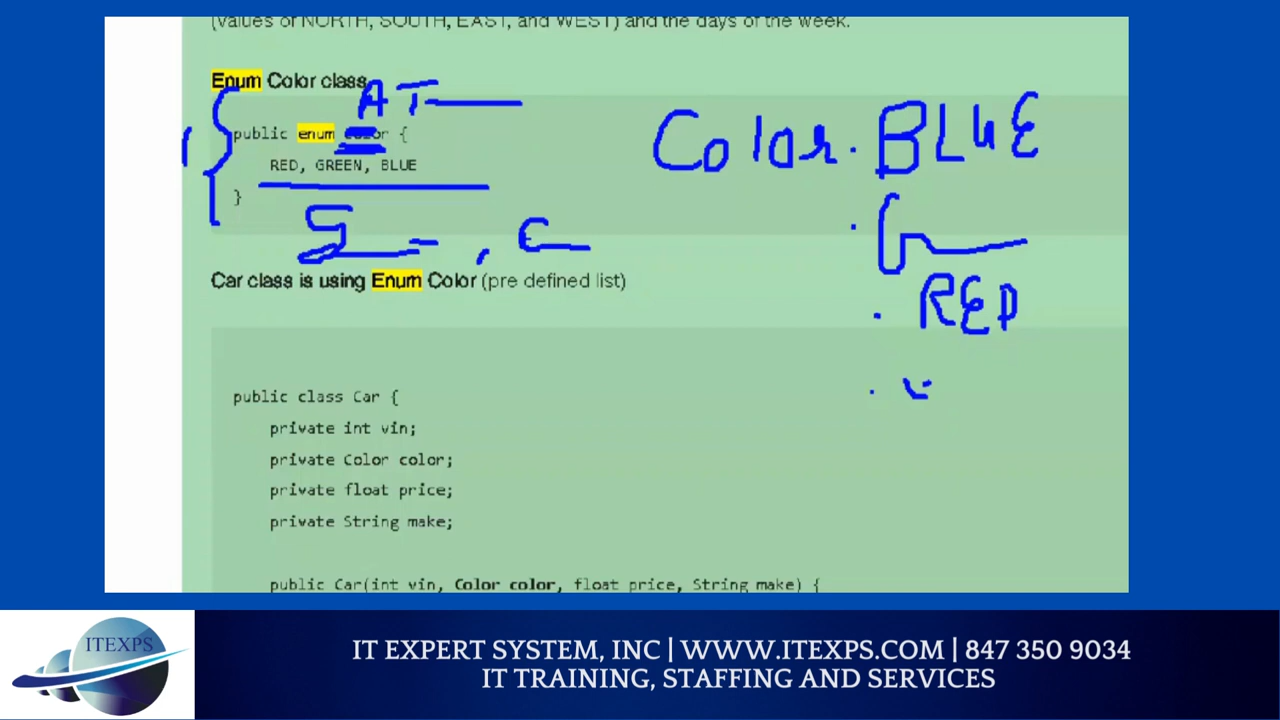 (values of NORTH, SOUTH, EAST, and WEST) and the days of the week.
Enum Color class
A T
public enum Color {
RED, GREEN, BLUE
}
Color.BLUE
. G
. RED
.
S , C
Car class is using Enum Color (pre defined list)
public class Car {
private int vin;
private Color color;
private float price;
private String make;
public Car(int vin, Color color, float price, String make) {
ITEXPS
IT EXPERT SYSTEM, INC | WWW.ITEXPS.COM | 847 350 9034
IT TRAINING, STAFFING AND SERVICES